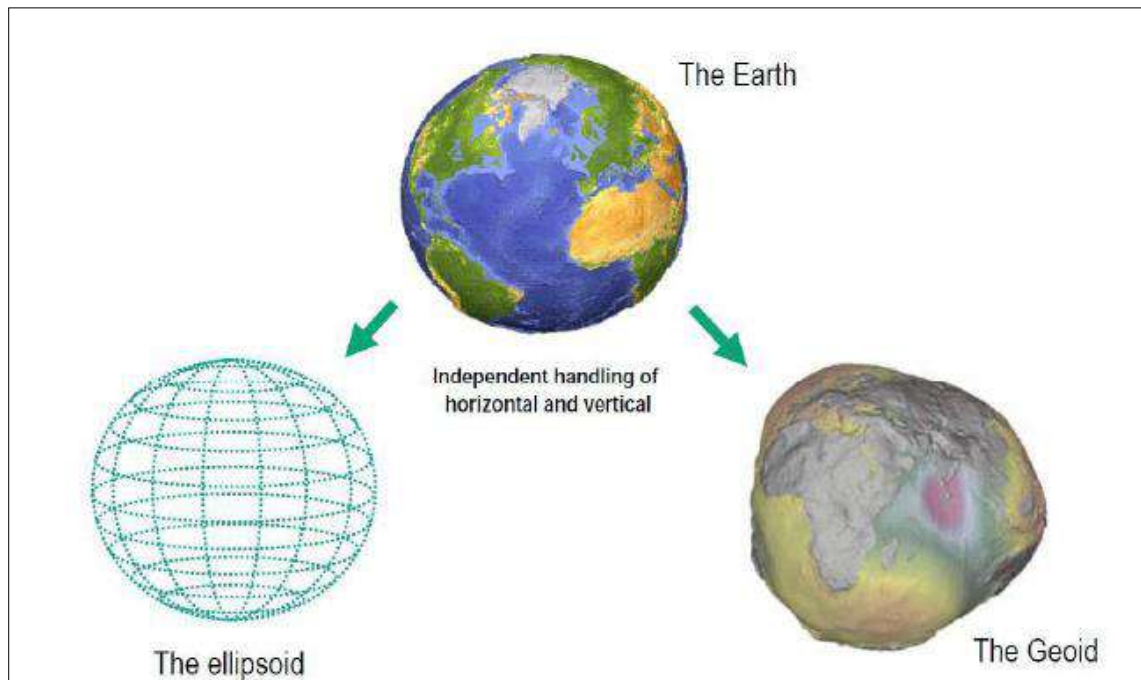 The Earth
Independent handling of
horizontal and vertical
The ellipsoid
The Geoid